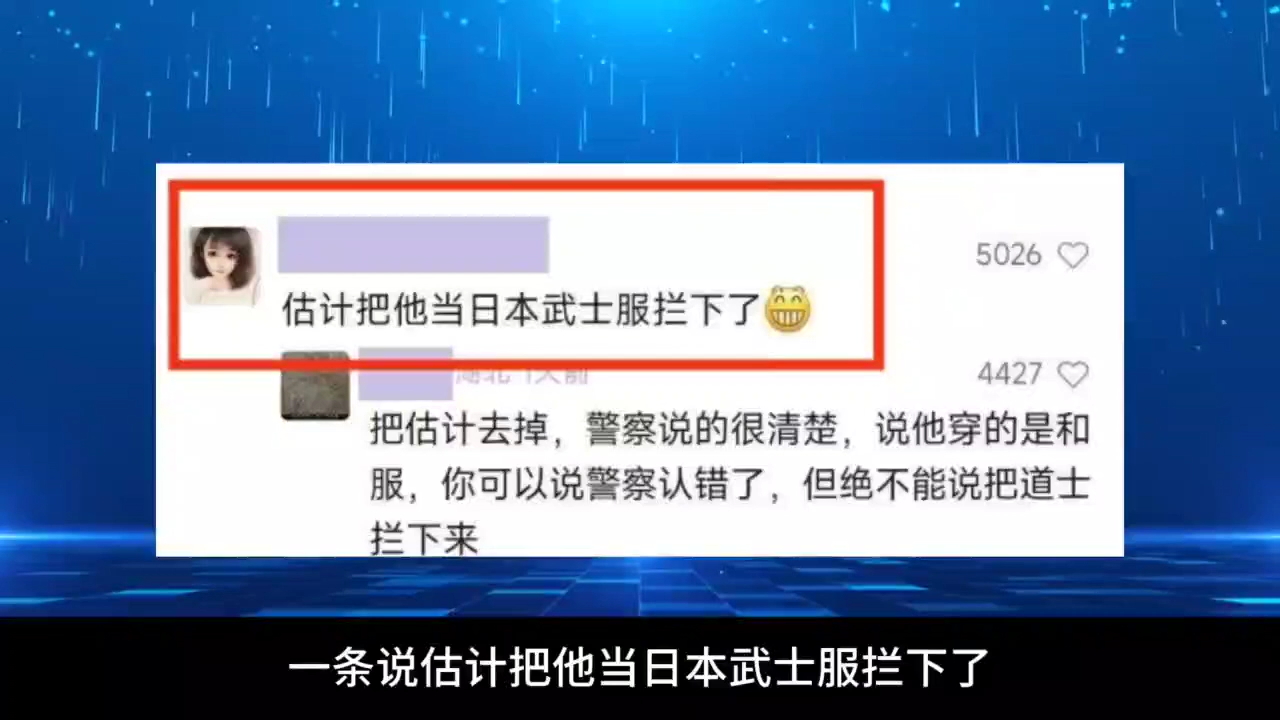 5026
估计把他当日本武士服拦下了😁
4427
把估计去掉，警察说的很清楚，说他穿的是和
服，你可以说警察认错了，但绝不能说把道士
拦下来
一条说估计把他当日本武士服拦下了